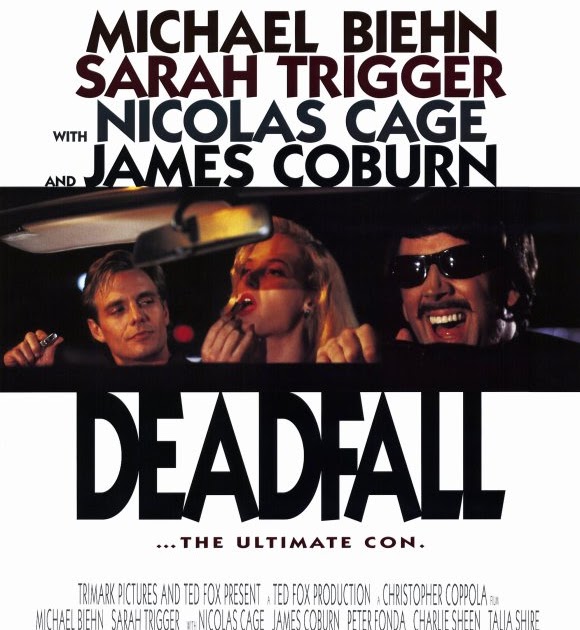 MICHAEL BIEHN
SARAH TRIGGER
WITH NICOLAS CAGE
AND JAMES COBURN
DEADFALL
...THE ULTIMATE CON.
TRIMARK PICTURES AND TED FOX PRESENT A TED FOX PRODUCTION A CHRISTOPHER COPPOLA FILM
MICHAEL BIEHN SARAH TRIGGER WITH NICOLAS CAGE JAMES COBURN PETER FONDA CHARLIE SHEEN TALIA SHIRE